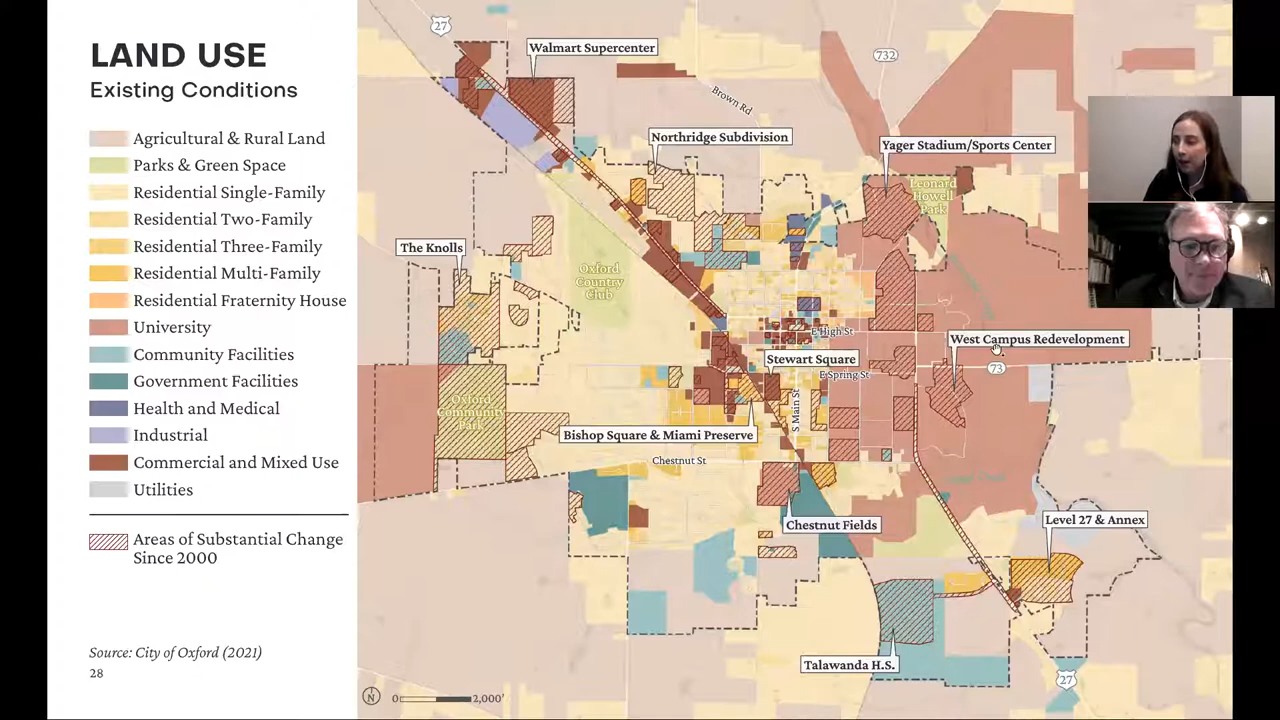 LAND USE
Existing Conditions
Agricultural & Rural Land
Parks & Green Space
Residential Single-Family
Residential Two-Family
Residential Three-Family
Residential Multi-Family
Residential Fraternity House
University
Community Facilities
Government Facilities
Health and Medical
Industrial
Commercial and Mixed Use
Utilities
Areas of Substantial Change
Since 2000
Source: City of Oxford (2021)
28
27
Walmart Supercenter
732
Brown Rd
Northridge Subdivision
Yager Stadium/Sports Center
Leonard
Howell
Park
The Knolls
Oxford
Country
Club
E High St
West Campus Redevelopment
Stewart Square
73
E Spring St
S Main St
Oxford
Community
Park
Bishop Square & Miami Preserve
Chestnut St
Chestnut Fields
Level 27 & Annex
Talawanda H.S.
27
N
0
2,000'